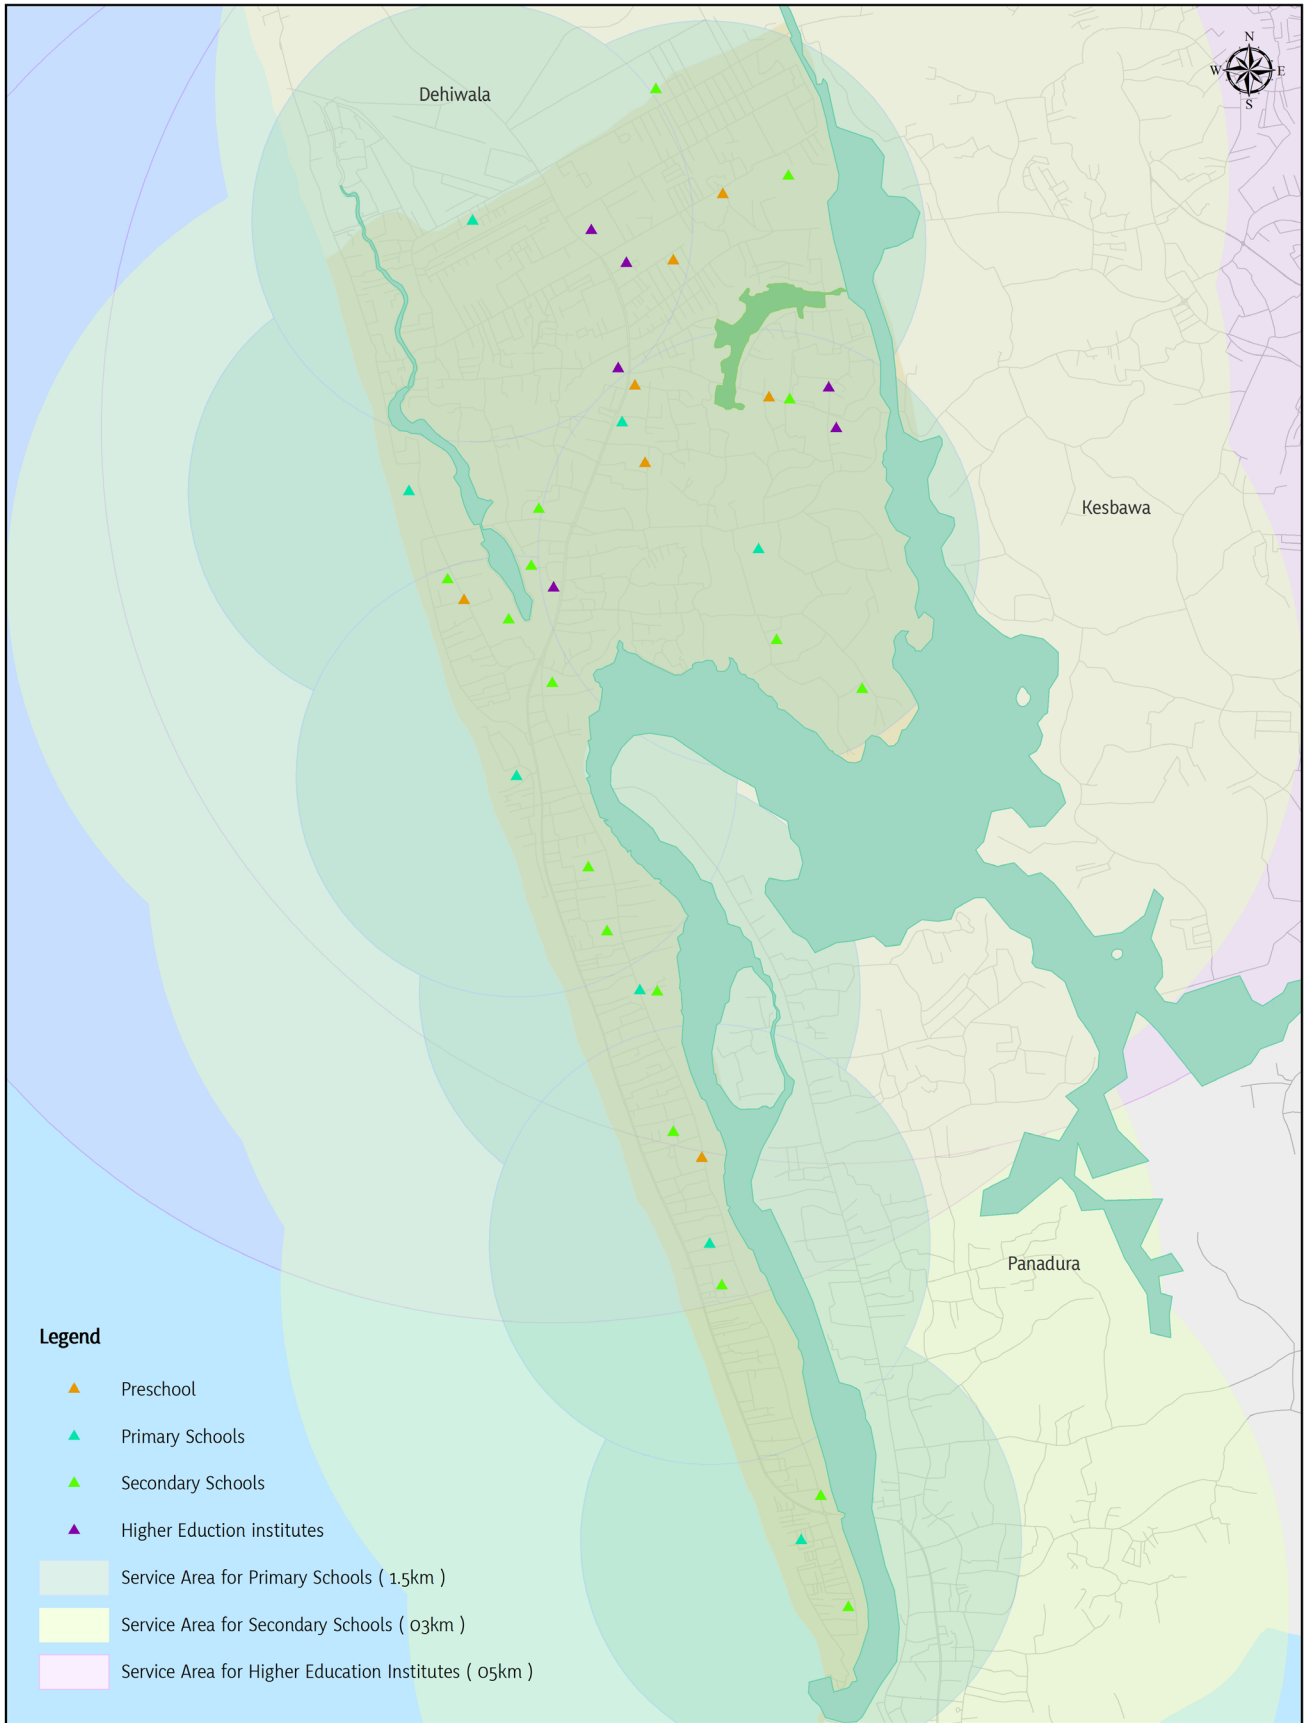 N
W E
S
Dehiwala
Kesbawa
Panadura
Legend
Preschool
Primary Schools
Secondary Schools
Higher Eduction institutes
Service Area for Primary Schools ( 1.5km )
Service Area for Secondary Schools ( 03km )
Service Area for Higher Education Institutes ( 05km )